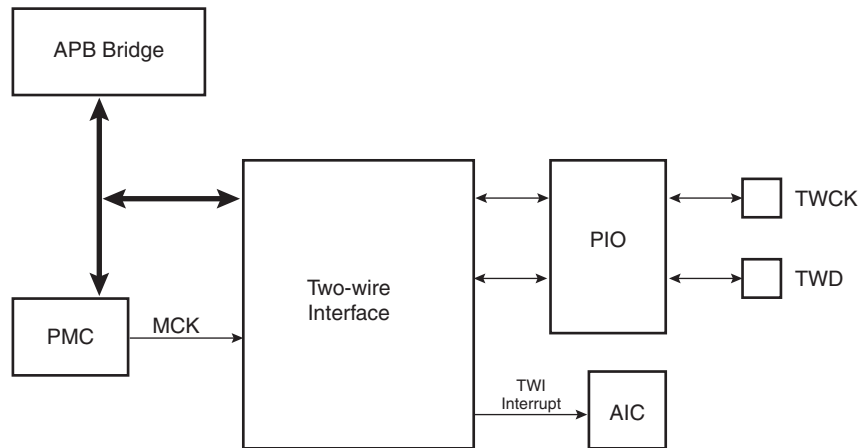 APB Bridge
TWCK
PIO
Two-wire
Interface
TWD
PMC
MCK
TWI
Interrupt
AIC